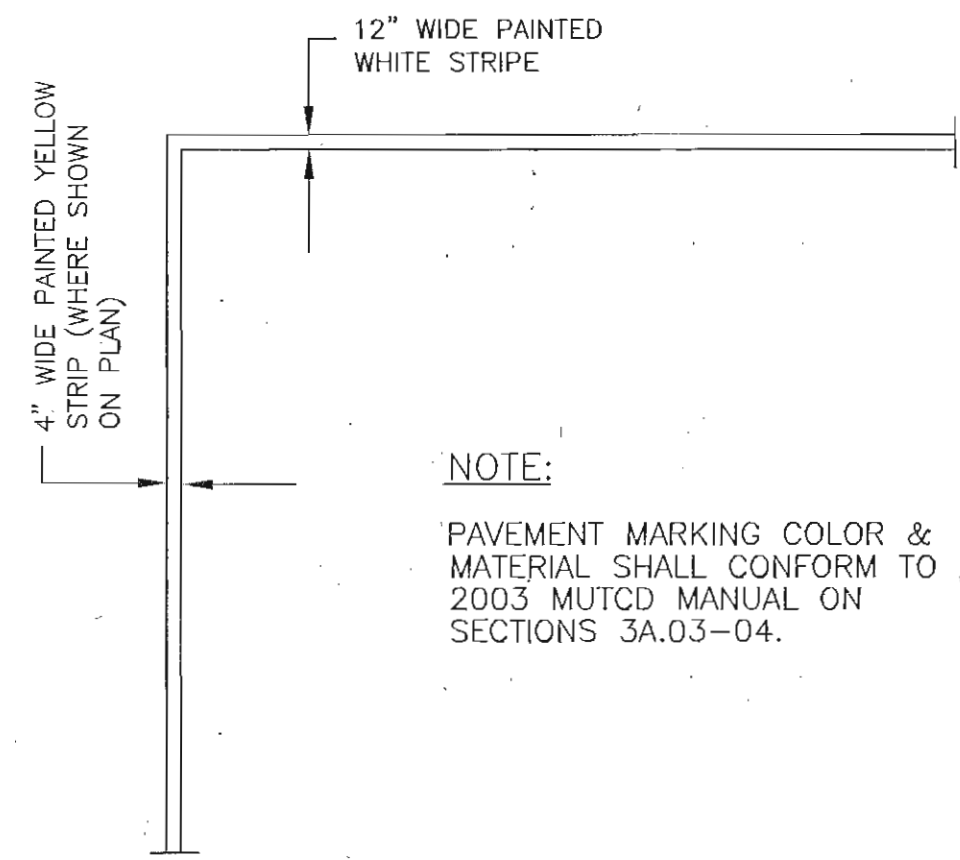 12" WIDE PAINTED
WHITE STRIPE
4" WIDE PAINTED YELLOW
STRIP (WHERE SHOWN
ON PLAN)
NOTE:
PAVEMENT MARKING COLOR &
MATERIAL SHALL CONFORM TO
2003 MUTCD MANUAL ON
SECTIONS 3A.03-04.